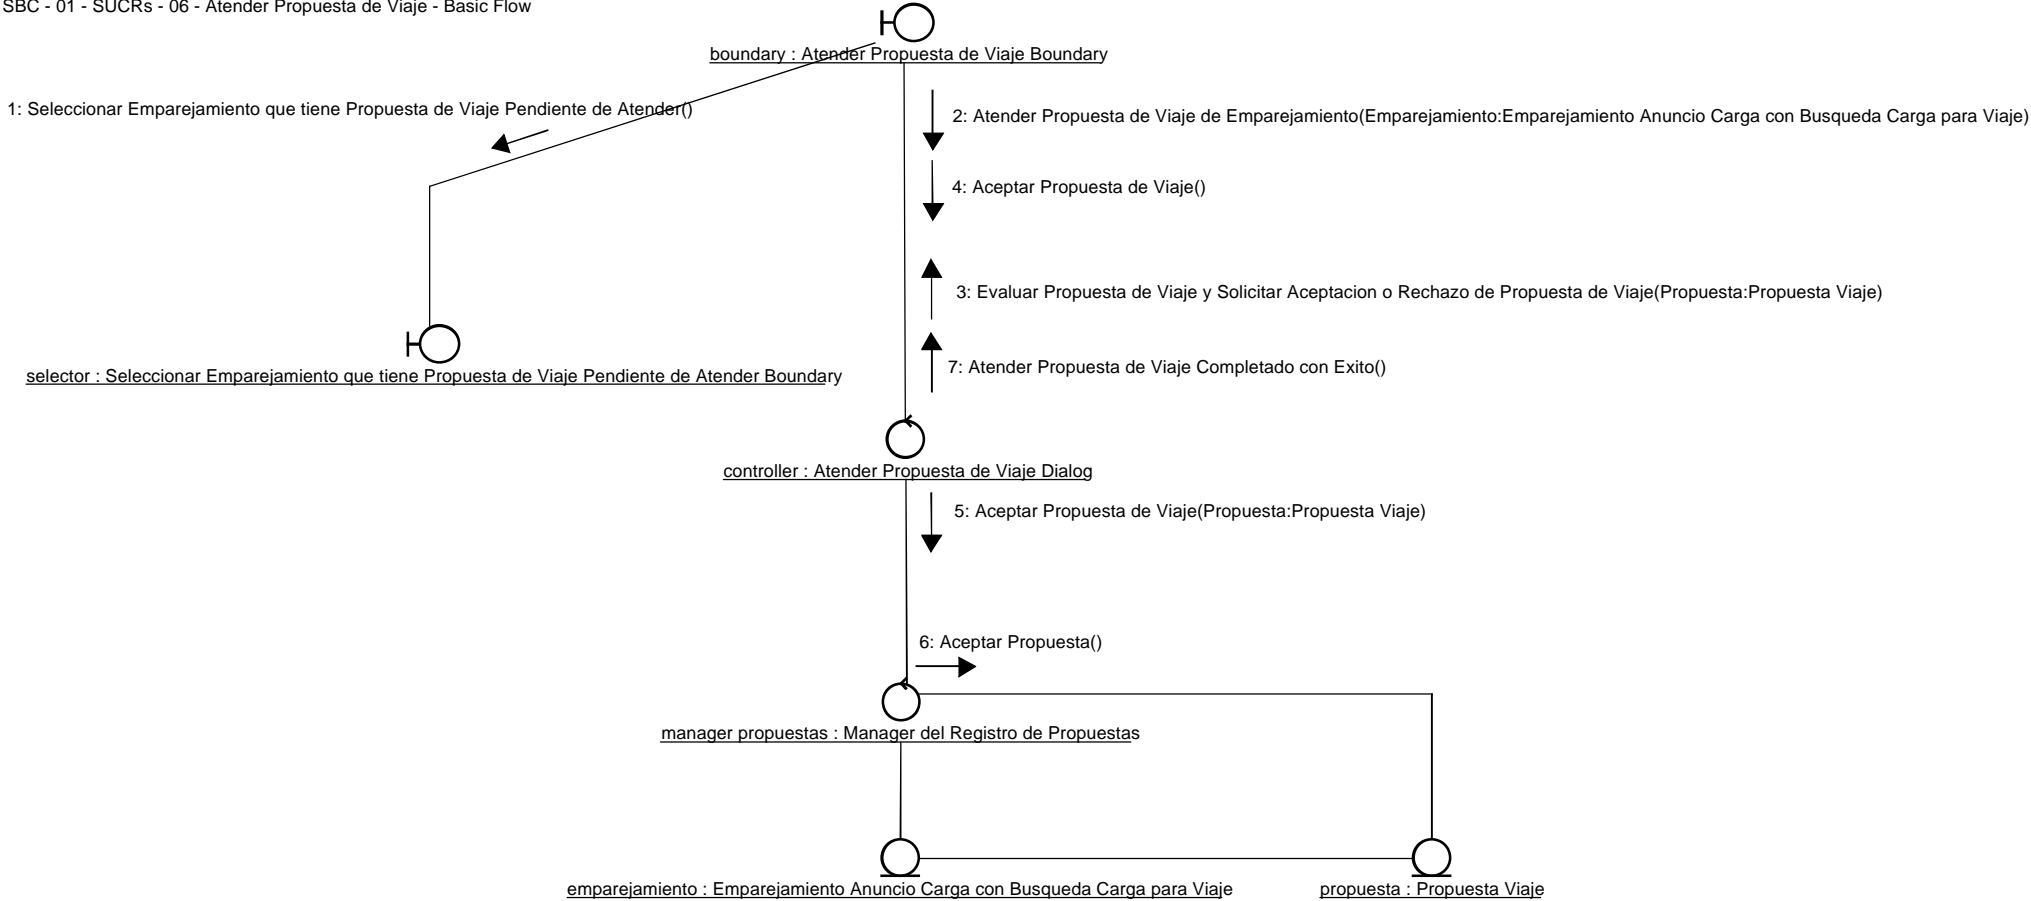 SBC - 01 - SUCRs - 06 - Atender Propuesta de Viaje - Basic Flow
boundary : Atender Propuesta de Viaje Boundary
1: Seleccionar Emparejamiento que tiene Propuesta de Viaje Pendiente de Atender()
2: Atender Propuesta de Viaje de Emparejamiento(Emparejamiento:Emparejamiento Anuncio Carga con Busqueda Carga para Viaje)
4: Aceptar Propuesta de Viaje()
3: Evaluar Propuesta de Viaje y Solicitar Aceptacion o Rechazo de Propuesta de Viaje(Propuesta:Propuesta Viaje)
7: Atender Propuesta de Viaje Completado con Exito()
selector : Seleccionar Emparejamiento que tiene Propuesta de Viaje Pendiente de Atender Boundary
controller : Atender Propuesta de Viaje Dialog
5: Aceptar Propuesta de Viaje(Propuesta:Propuesta Viaje)
6: Aceptar Propuesta()
manager propuestas : Manager del Registro de Propuestas
emparejamiento : Emparejamiento Anuncio Carga con Busqueda Carga para Viaje
propuesta : Propuesta Viaje